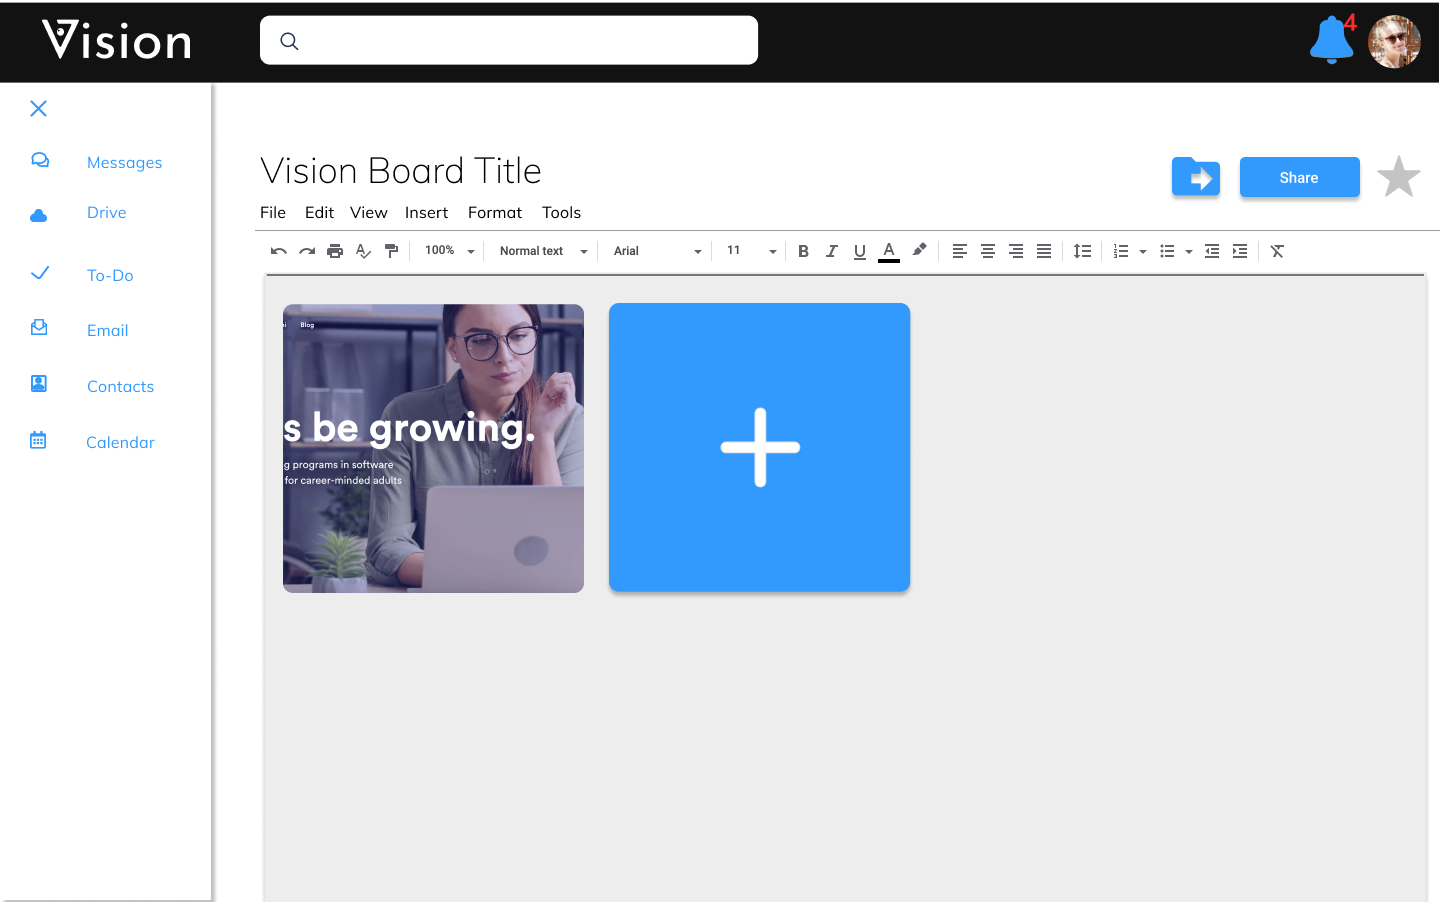 Vision
4
Messages
Drive
To-Do
Email
Contacts
Calendar
Vision Board Title
Share
File Edit View Insert Format Tools
100% Normal text Arial 11 B I U A
Blog
s be growing.
g programs in software
for career-minded adults